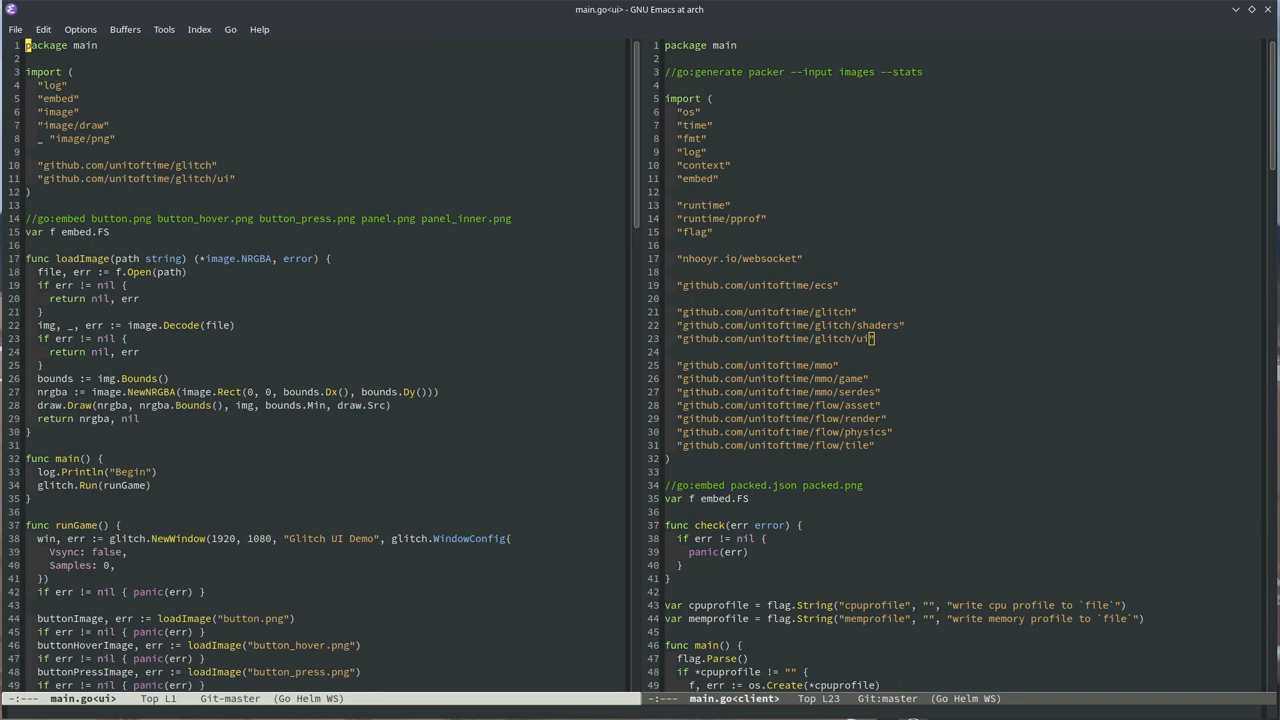 main.go<ui> - GNU Emacs at arch
File Edit Options Buffers Tools Index Go Help
1 package main
2
3 import (
4 "log"
5 "embed"
6 "image"
7 "image/draw"
8 _ "image/png"
9
10 "github.com/unitoftime/glitch"
11 "github.com/unitoftime/glitch/ui"
12 )
13
14 //go:embed button.png button_hover.png button_press.png panel.png panel_inner.png
15 var f embed.FS
16
17 func loadImage(path string) (*image.NRGBA, error) {
18 file, err := f.Open(path)
19 if err != nil {
20 return nil, err
21 }
22 img, _, err := image.Decode(file)
23 if err != nil {
24 return nil, err
25 }
26 bounds := img.Bounds()
27 nrgba := image.NewNRGBA(image.Rect(0, 0, bounds.Dx(), bounds.Dy()))
28 draw.Draw(nrgba, nrgba.Bounds(), img, bounds.Min, draw.Src)
29 return nrgba, nil
30 }
31
32 func main() {
33 log.Println("Begin")
34 glitch.Run(runGame)
35 }
36
37 func runGame() {
38 win, err := glitch.NewWindow(1920, 1080, "Glitch UI Demo", glitch.WindowConfig{
39 Vsync: false,
40 Samples: 0,
41 })
42 if err != nil { panic(err) }
43
44 buttonImage, err := loadImage("button.png")
45 if err != nil { panic(err) }
46 buttonHoverImage, err := loadImage("button_hover.png")
47 if err != nil { panic(err) }
48 buttonPressImage, err := loadImage("button_press.png")
49 if err != nil { panic(err) }
-:--- main.go<ui> Top L1 Git-master (Go Helm WS)
1 package main
2
3 //go:generate packer --input images --stats
4
5 import (
6 "os"
7 "time"
8 "fmt"
9 "log"
10 "context"
11 "embed"
12
13 "runtime"
14 "runtime/pprof"
15 "flag"
16
17 "nhooyr.io/websocket"
18
19 "github.com/unitoftime/ecs"
20
21 "github.com/unitoftime/glitch"
22 "github.com/unitoftime/glitch/shaders"
23 "github.com/unitoftime/glitch/ui"
24
25 "github.com/unitoftime/mmo"
26 "github.com/unitoftime/mmo/game"
27 "github.com/unitoftime/mmo/serdes"
28 "github.com/unitoftime/flow/asset"
29 "github.com/unitoftime/flow/render"
30 "github.com/unitoftime/flow/physics"
31 "github.com/unitoftime/flow/tile"
32 )
33
34 //go:embed packed.json packed.png
35 var f embed.FS
36
37 func check(err error) {
38 if err != nil {
39 panic(err)
40 }
41 }
42
43 var cpuprofile = flag.String("cpuprofile", "", "write cpu profile to `file`")
44 var memprofile = flag.String("memprofile", "", "write memory profile to `file`")
45
46 func main() {
47 flag.Parse()
48 if *cpuprofile != "" {
49 f, err := os.Create(*cpuprofile)
-:--- main.go<client> Top L23 Git:master (Go Helm WS)